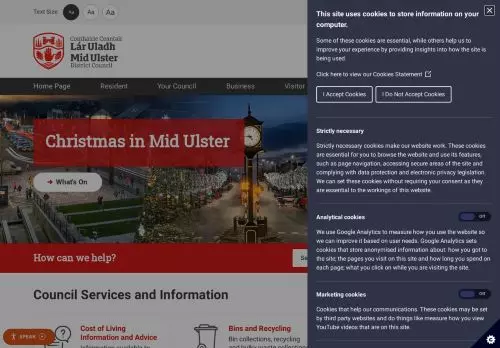 Text Size:
Aa
Aa
Aa
Comhairle Ceantair
Lár Uladh
Mid Ulster
District Council
Home Page
Resident
Your Council
Business
Visitor
Christmas in Mid Ulster
What's On
How can we help?
Council Services and Information
Cost of Living
Information and Advice
Bins and Recycling
Bin collections, recycling
SPEAK
This site uses cookies to store information on your
computer.
Some of these cookies are essential, while others help us to
improve your experience by providing insights into how the site is
being used.
Click here to view our Cookies Statement
I Accept Cookies
I Do Not Accept Cookies
Strictly necessary
Strictly necessary cookies make our website work. These cookies
are essential for you to browse the website and use its features,
such as page navigation, accessing secure areas of the site and
complying with data protection and electronic privacy legislation.
We can set these cookies without requiring your consent as they
are essential to the workings of this website.
Analytical cookies
Off
We use Google Analytics to measure how you use the website so
we can improve it based on user needs. Google Analytics sets
cookies that store anonymised information about: how you got to
the site; the pages you visit on this site and how long you spend on
each page; what you click on while you are visiting the site.
Marketing cookies
Off
Cookies that help our communications. These cookies may be set
by third party websites and do things like measure how you view
YouTube videos that are on this site.